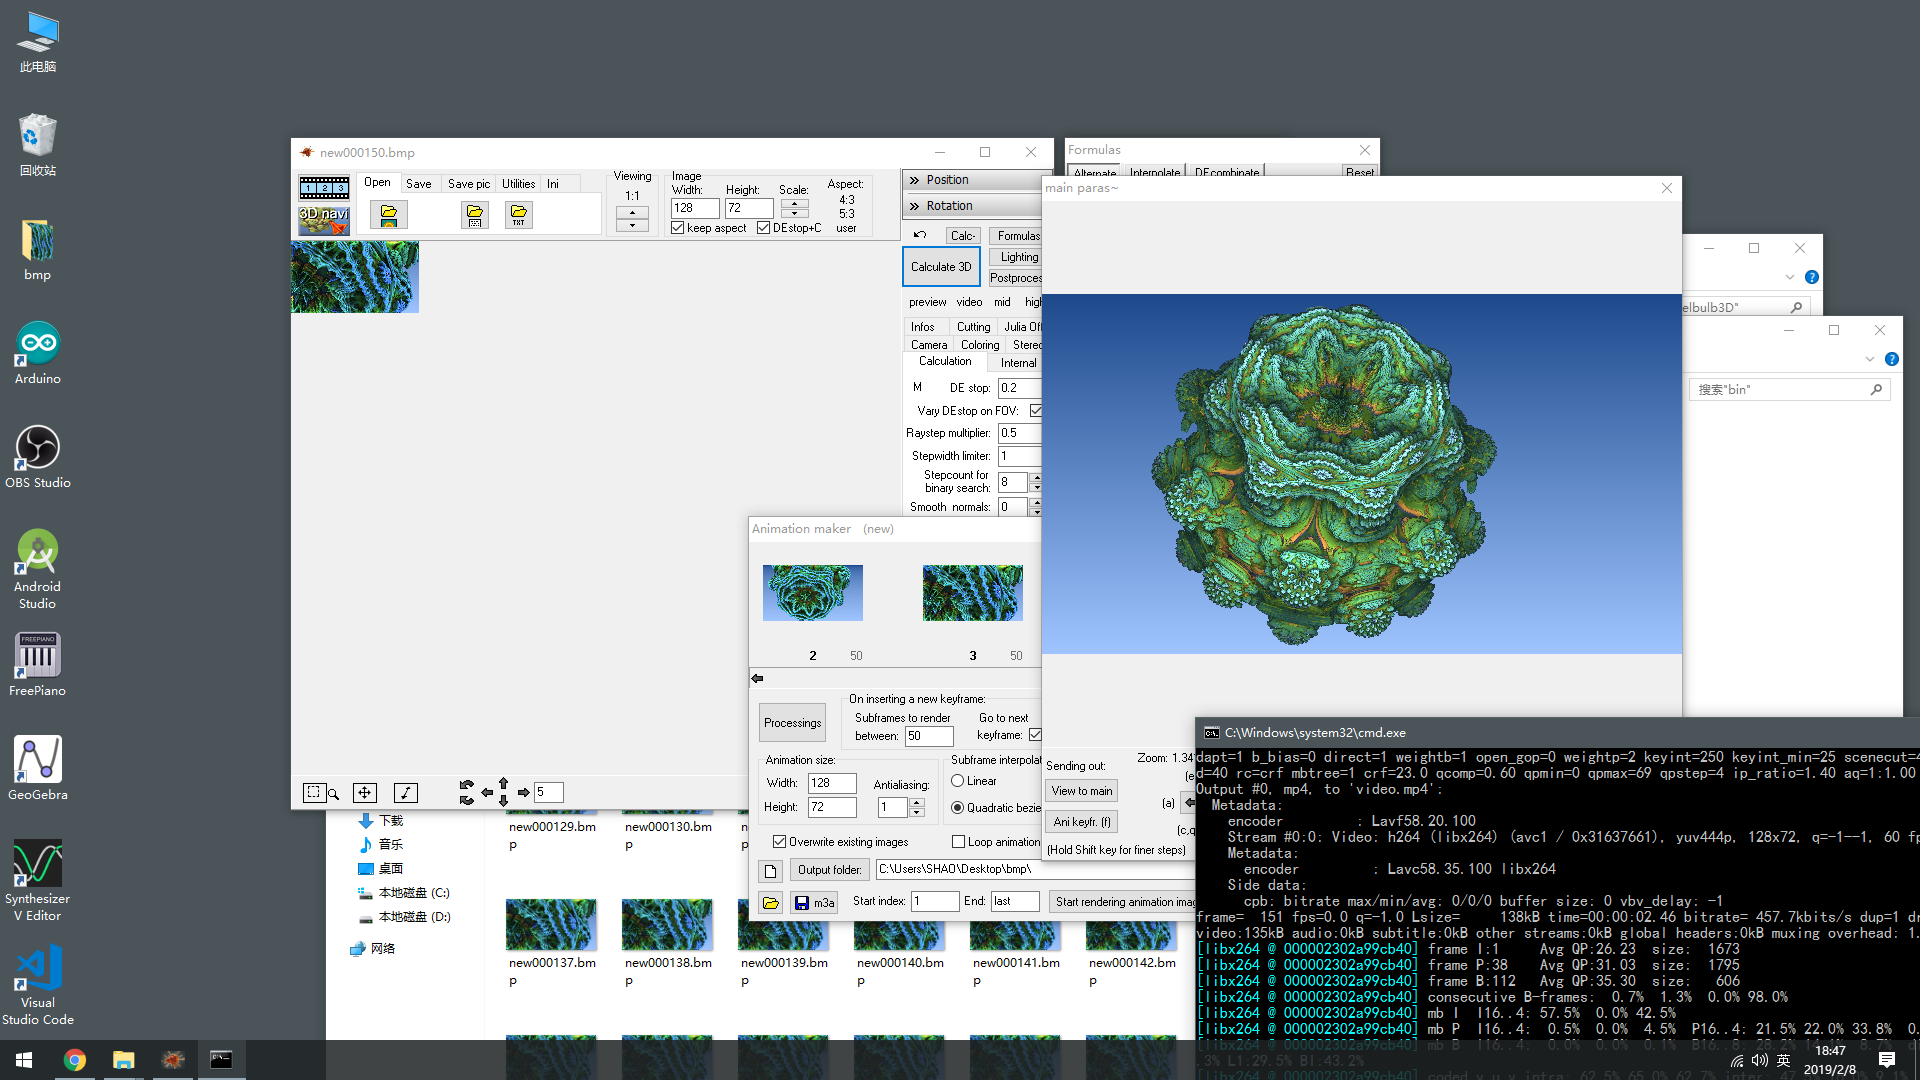 此电脑
回收站
bmp
Arduino
OBS Studio
Android
Studio
FreePiano
GeoGebra
Synthesizer
V Editor
Visual
Studio Code
new000150.bmp
3D navi
Open
Save
Save pic
Utilities
Ini
TXT
Viewing
1:1
Image
Width:
Height:
Scale:
128
72
keep aspect
DEstop+C
Aspect:
4:3
5:3
user
Position
Rotation
Calc-
Formulas
Calculate 3D
Lighting
Postproces
preview
video
mid
high
Infos
Cutting
Julia Off
Camera
Coloring
Stereo
Calculation
Internal
M
DE stop:
0.2
Vary DEstop on FOV:
Raystep multiplier:
0.5
Stepwidth limiter:
1
Stepcount for
binary search:
8
Smooth normals:
0
5
Formulas
Alternate
Interpolate
DEcombinate
Reset
main paras~
Sending out:
Zoom: 1.34
View to main
(a)
Ani keyfr. (f)
(c,q
(Hold Shift key for finer steps)
Animation maker (new)
2 50
3 50
Processings
On inserting a new keyframe:
Subframes to render
between:
50
Go to next
keyframe:
Animation size:
Width:
128
Height:
72
Antialiasing:
1
Subframe interpolat
Linear
Quadratic bezie
Overwrite existing images
Loop animation
Output folder:
C:\Users\SHAO\Desktop\bmp\
m3a
Start index:
1
End:
last
Start rendering animation imag
elbulb3D"
搜索"bin"
下载
音乐
桌面
本地磁盘 (C:)
本地磁盘 (D:)
网络
new000129.bm
p
new000130.bm
p
new000137.bm
p
new000138.bm
p
new000139.bm
p
new000140.bm
p
new000141.bm
p
new000142.bm
p
C:\Windows\system32\cmd.exe
dapt=1 b_bias=0 direct=1 weightb=1 open_gop=0 weightp=2 keyint=250 keyint_min=25 scenecut=4
d=40 rc=crf mbtree=1 crf=23.0 qcomp=0.60 qpmin=0 qpmax=69 qpstep=4 ip_ratio=1.40 aq=1:1.00
Output #0, mp4, to 'video.mp4':
Metadata:
encoder : Lavf58.20.100
Stream #0:0: Video: h264 (libx264) (avc1 / 0x31637661), yuv444p, 128x72, q=-1--1, 60 fp
Metadata:
encoder : Lavc58.35.100 libx264
Side data:
cpb: bitrate max/min/avg: 0/0/0 buffer size: 0 vbv_delay: -1
frame= 151 fps=0.0 q=-1.0 Lsize= 138kB time=00:00:02.46 bitrate= 457.7kbits/s dup=1 dr
video:135kB audio:0kB subtitle:0kB other streams:0kB global headers:0kB muxing overhead: 1.
[libx264 @ 000002302a99cb40] frame I:1 Avg QP:26.23 size: 1673
[libx264 @ 000002302a99cb40] frame P:38 Avg QP:31.03 size: 1795
[libx264 @ 000002302a99cb40] frame B:112 Avg QP:35.30 size: 606
[libx264 @ 000002302a99cb40] consecutive B-frames: 0.7% 1.3% 0.0% 98.0%
[libx264 @ 000002302a99cb40] mb I I16..4: 57.5% 0.0% 42.5%
[libx264 @ 000002302a99cb40] mb P I16..4: 0.5% 0.0% 4.5% P16..4: 21.5% 22.0% 33.8% 0.
英
18:47
2019/2/8